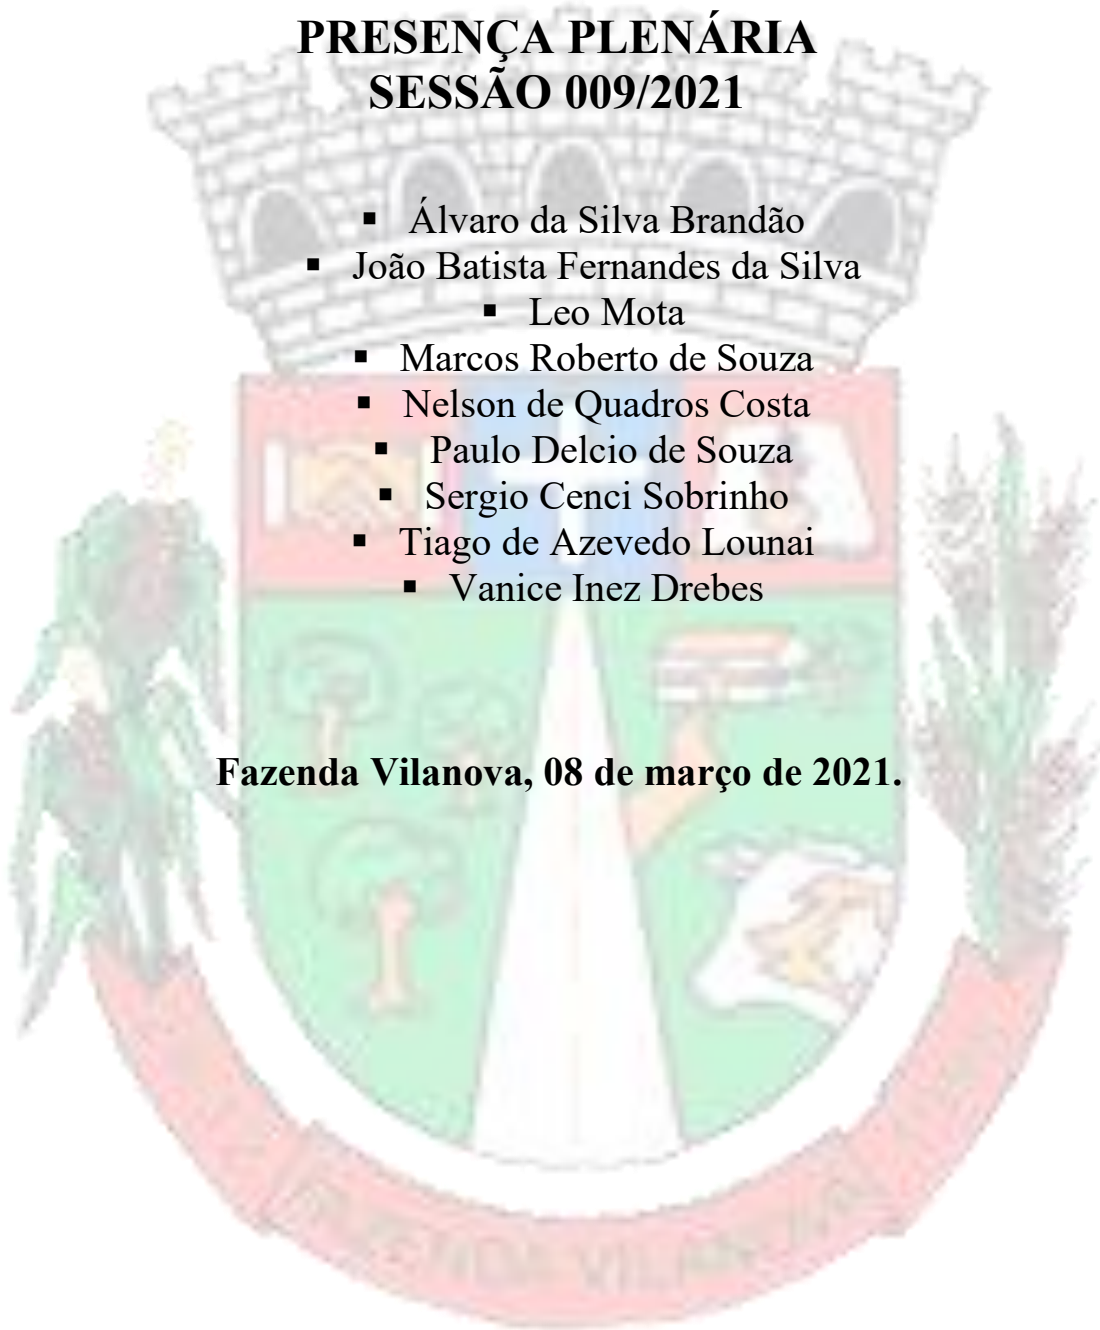 PRESENÇA PLENÁRIA
SESSÃO 009/2021
▪ Álvaro da Silva Brandão
▪ João Batista Fernandes da Silva
▪ Leo Mota
▪ Marcos Roberto de Souza
▪ Nelson de Quadros Costa
▪ Paulo Delcio de Souza
▪ Sergio Cenci Sobrinho
▪ Tiago de Azevedo Lounai
▪ Vanice Inez Drebes
Fazenda Vilanova, 08 de março de 2021.
FAZENDA VILANOVA